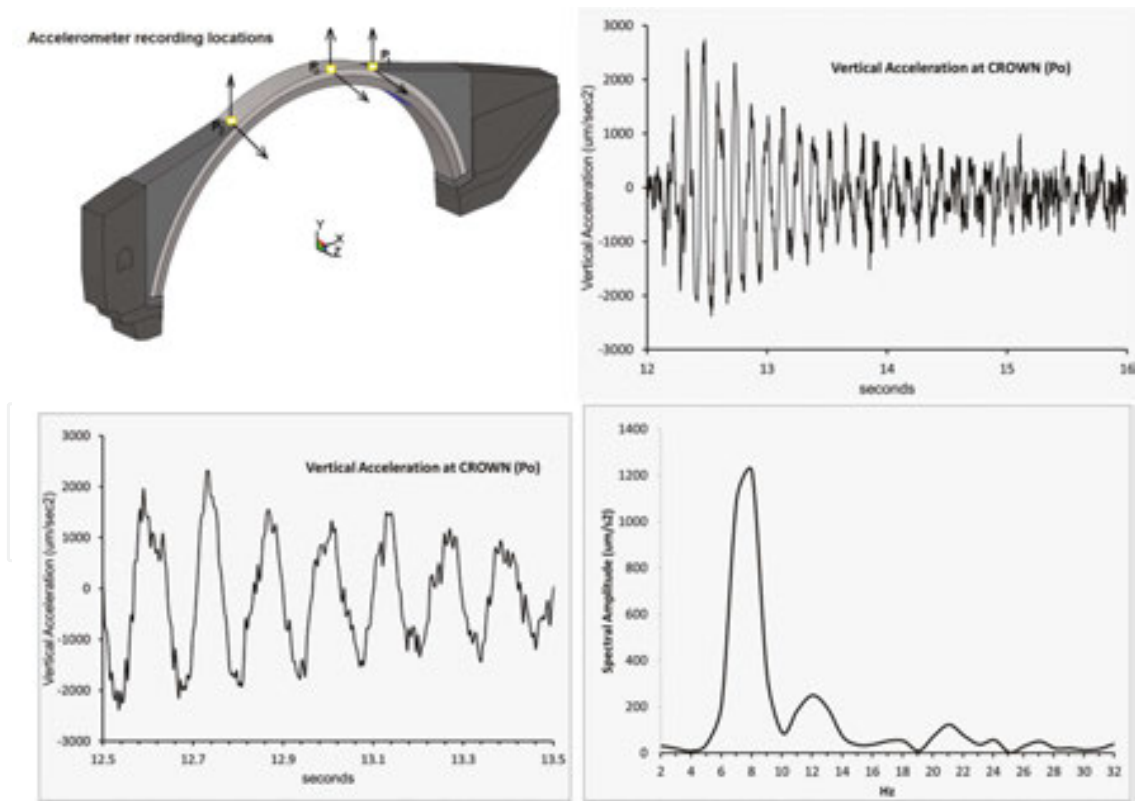 Accelerometer recording locations
Y
X
Z
Vertical Acceleration at CROWN (Po)
Vertical Acceleration (um/sec2)
3000
2000
1000
0
-1000
-2000
-3000
12
13
14
15
16
seconds
Vertical Acceleration at CROWN (Po)
Vertical Acceleration (um/sec2)
3000
2000
1000
0
-1000
-2000
-3000
12.5
12.7
12.9
13.1
13.3
13.5
seconds
Spectral Amplitude (um/s2)
1400
1200
1000
800
600
400
200
0
2 4 6 8 10 12 14 16 18 20 22 24 26 28 30 32
Hz